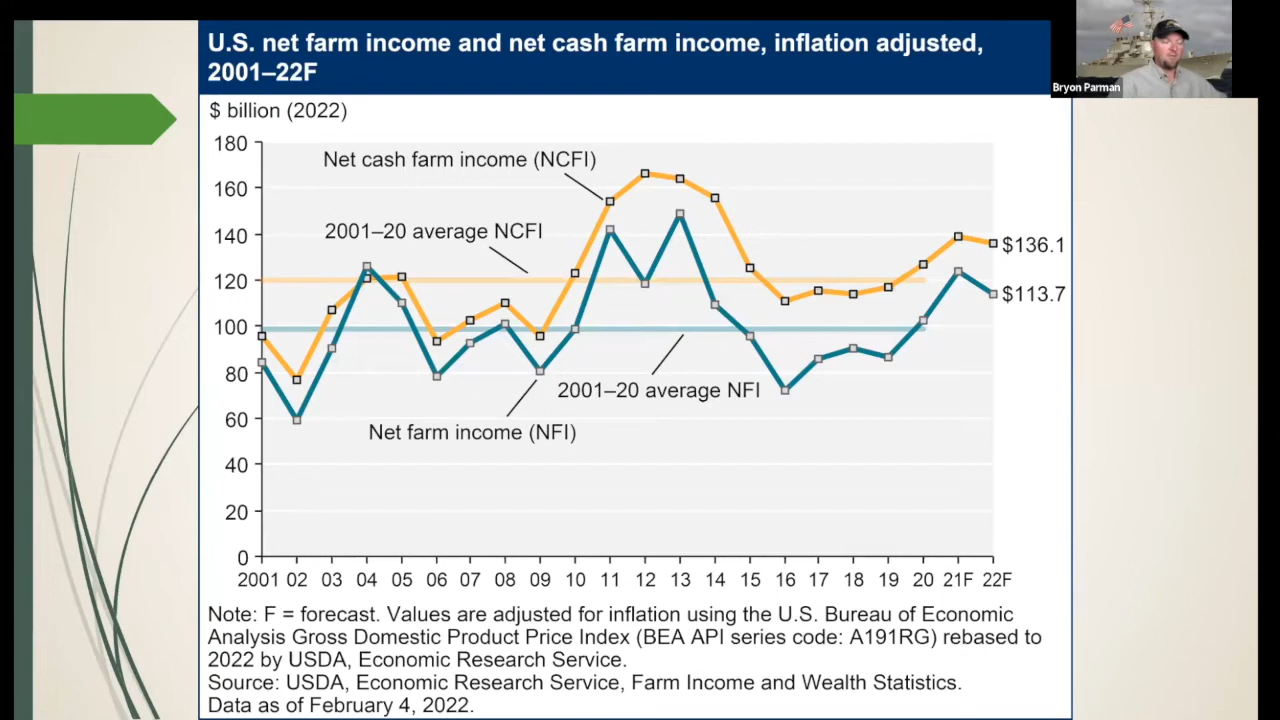 U.S. net farm income and net cash farm income, inflation adjusted,
2001–22F
Bryon Parman
$ billion (2022)
180
Net cash farm income (NCFI)
160
2001–20 average NCFI
140
$136.1
120
$113.7
100
80
2001–20 average NFI
60
Net farm income (NFI)
40
20
0
2001 02 03 04 05 06 07 08 09 10 11 12 13 14 15 16 17 18 19 20 21F 22F
Note: F = forecast. Values are adjusted for inflation using the U.S. Bureau of Economic
Analysis Gross Domestic Product Price Index (BEA API series code: A191RG) rebased to
2022 by USDA, Economic Research Service.
Source: USDA, Economic Research Service, Farm Income and Wealth Statistics.
Data as of February 4, 2022.